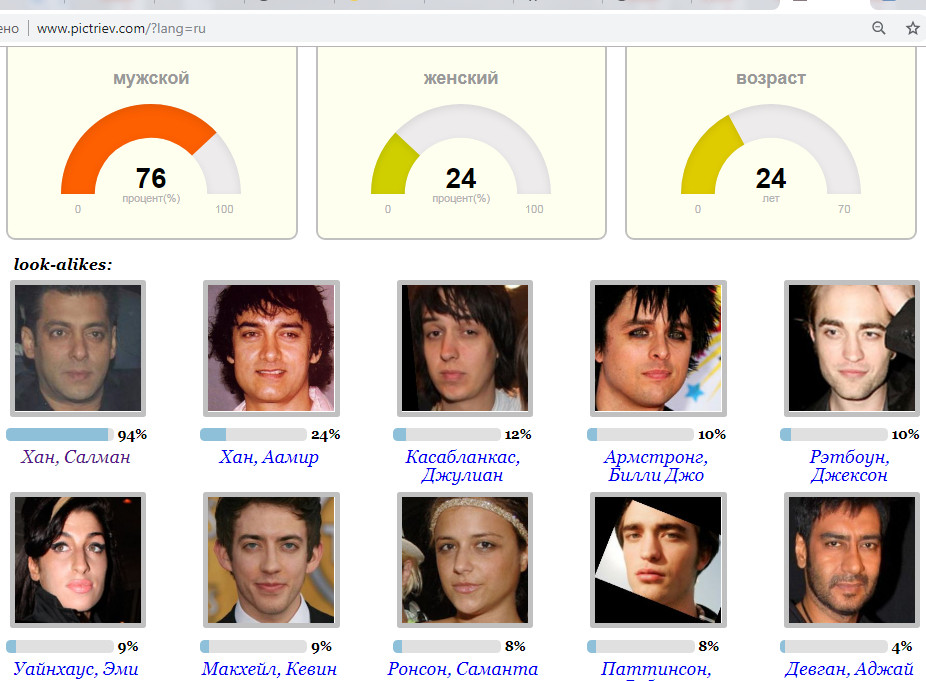 ено www.pictriev.com/?lang=ru
мужской женский возраст
76 24 24
процент(%) процент(%) лет
0 100 0 100 0 70
look-alikes:
94% 24% 12% 10% 10%
Хан, Салман Хан, Аамир Касабланкас, Армстронг, Рэтбоун,
Джулиан Билли Джо Джексон
9% 9% 8% 8% 4%
Уайнхаус, Эми Макхейл, Кевин Ронсон, Саманта Паттинсон, Девган, Аджай